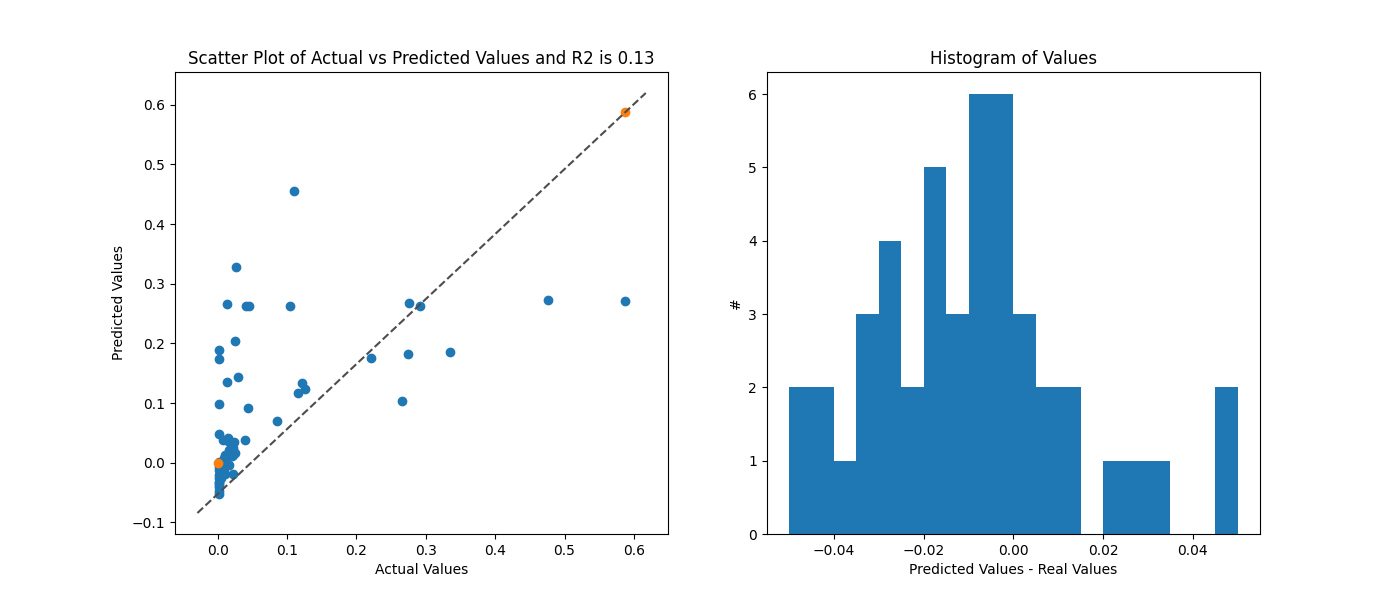 Scatter Plot of Actual vs Predicted Values and R2 is 0.13
0.6
0.5
0.4
0.3
0.2
0.1
0.0
−0.1
Predicted Values
0.0 0.1 0.2 0.3 0.4 0.5 0.6
Actual Values
Histogram of Values
6
5
4
3
2
1
0
#
−0.04 −0.02 0.00 0.02 0.04
Predicted Values - Real Values